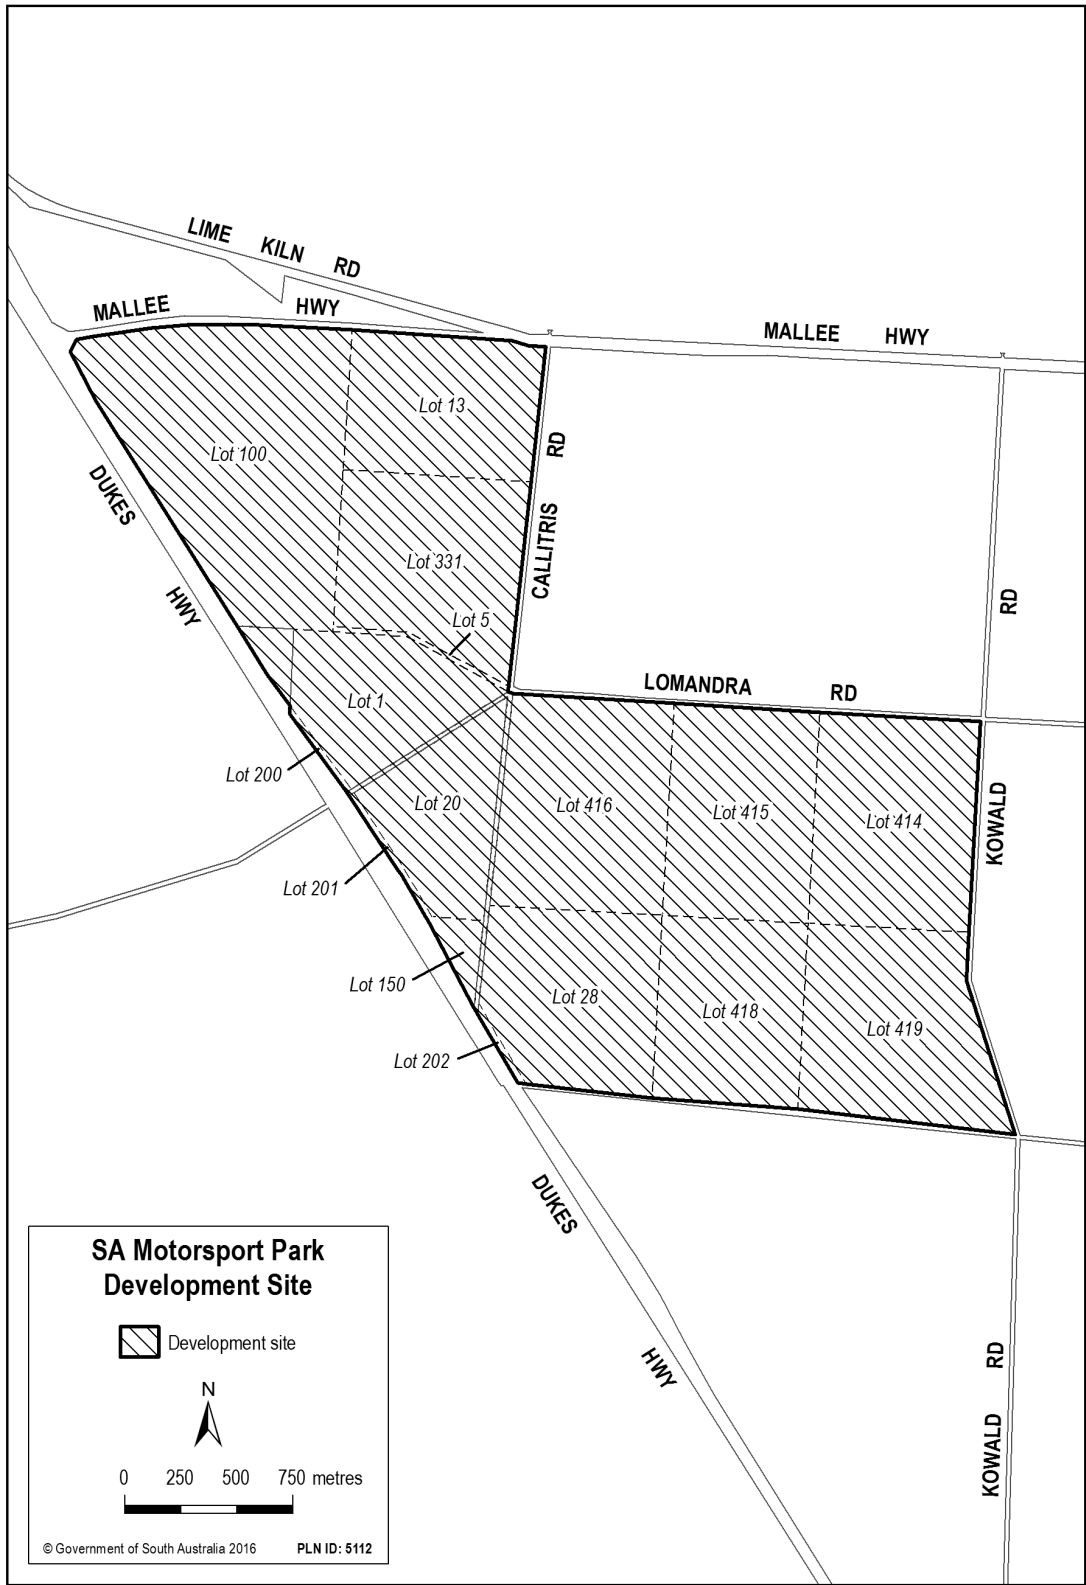 LIME KILN RD
MALLEE HWY
MALLEE HWY
Lot 13
Lot 100
RD
CALLITRIS
DUKES
HWY
Lot 331
RD
Lot 5
LOMANDRA RD
Lot 1
Lot 200
Lot 20
Lot 416
Lot 415
Lot 414
KOWALD
Lot 201
Lot 150
Lot 28
Lot 418
Lot 419
Lot 202
DUKES
HWY
RD
KOWALD
SA Motorsport Park
Development Site
Development site
N
0 250 500 750 metres
© Government of South Australia 2016 PLN ID: 5112